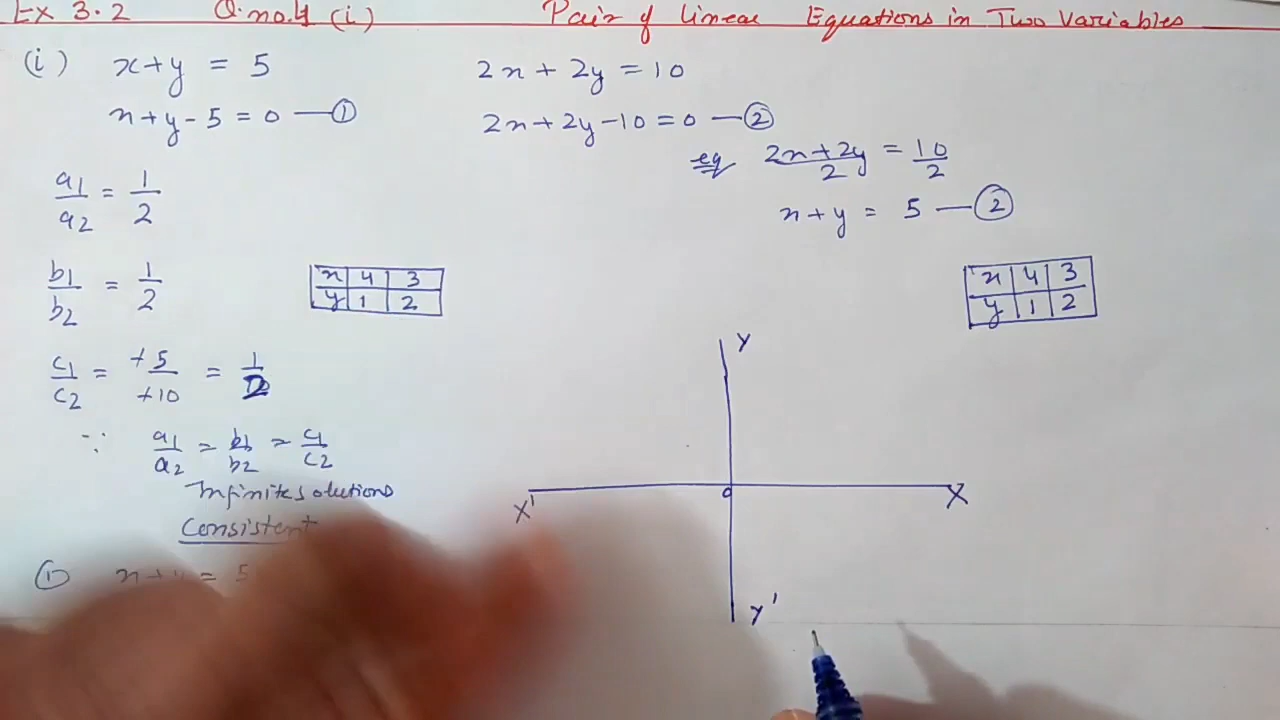 Ex 3.2 Q.no.4 (i) Pair of Linear Equations in Two Variables
(i) x+y = 5 2x + 2y = 10
x+y-5 = 0 —① 2x+2y-10 = 0 —②
eq 2x+2y/2 = 10/2
x+y = 5 —②
a1/a2 = 1/2
b1/b2 = 1/2
x 4 3
y 1 2
x 4 3
y 1 2
c1/c2 = +5/+10 = 1/2
∵ a1/a2 = b1/b2 = c1/c2
Infinite solutions
Consistent
① x+y = 5
Y
X' O X
Y'